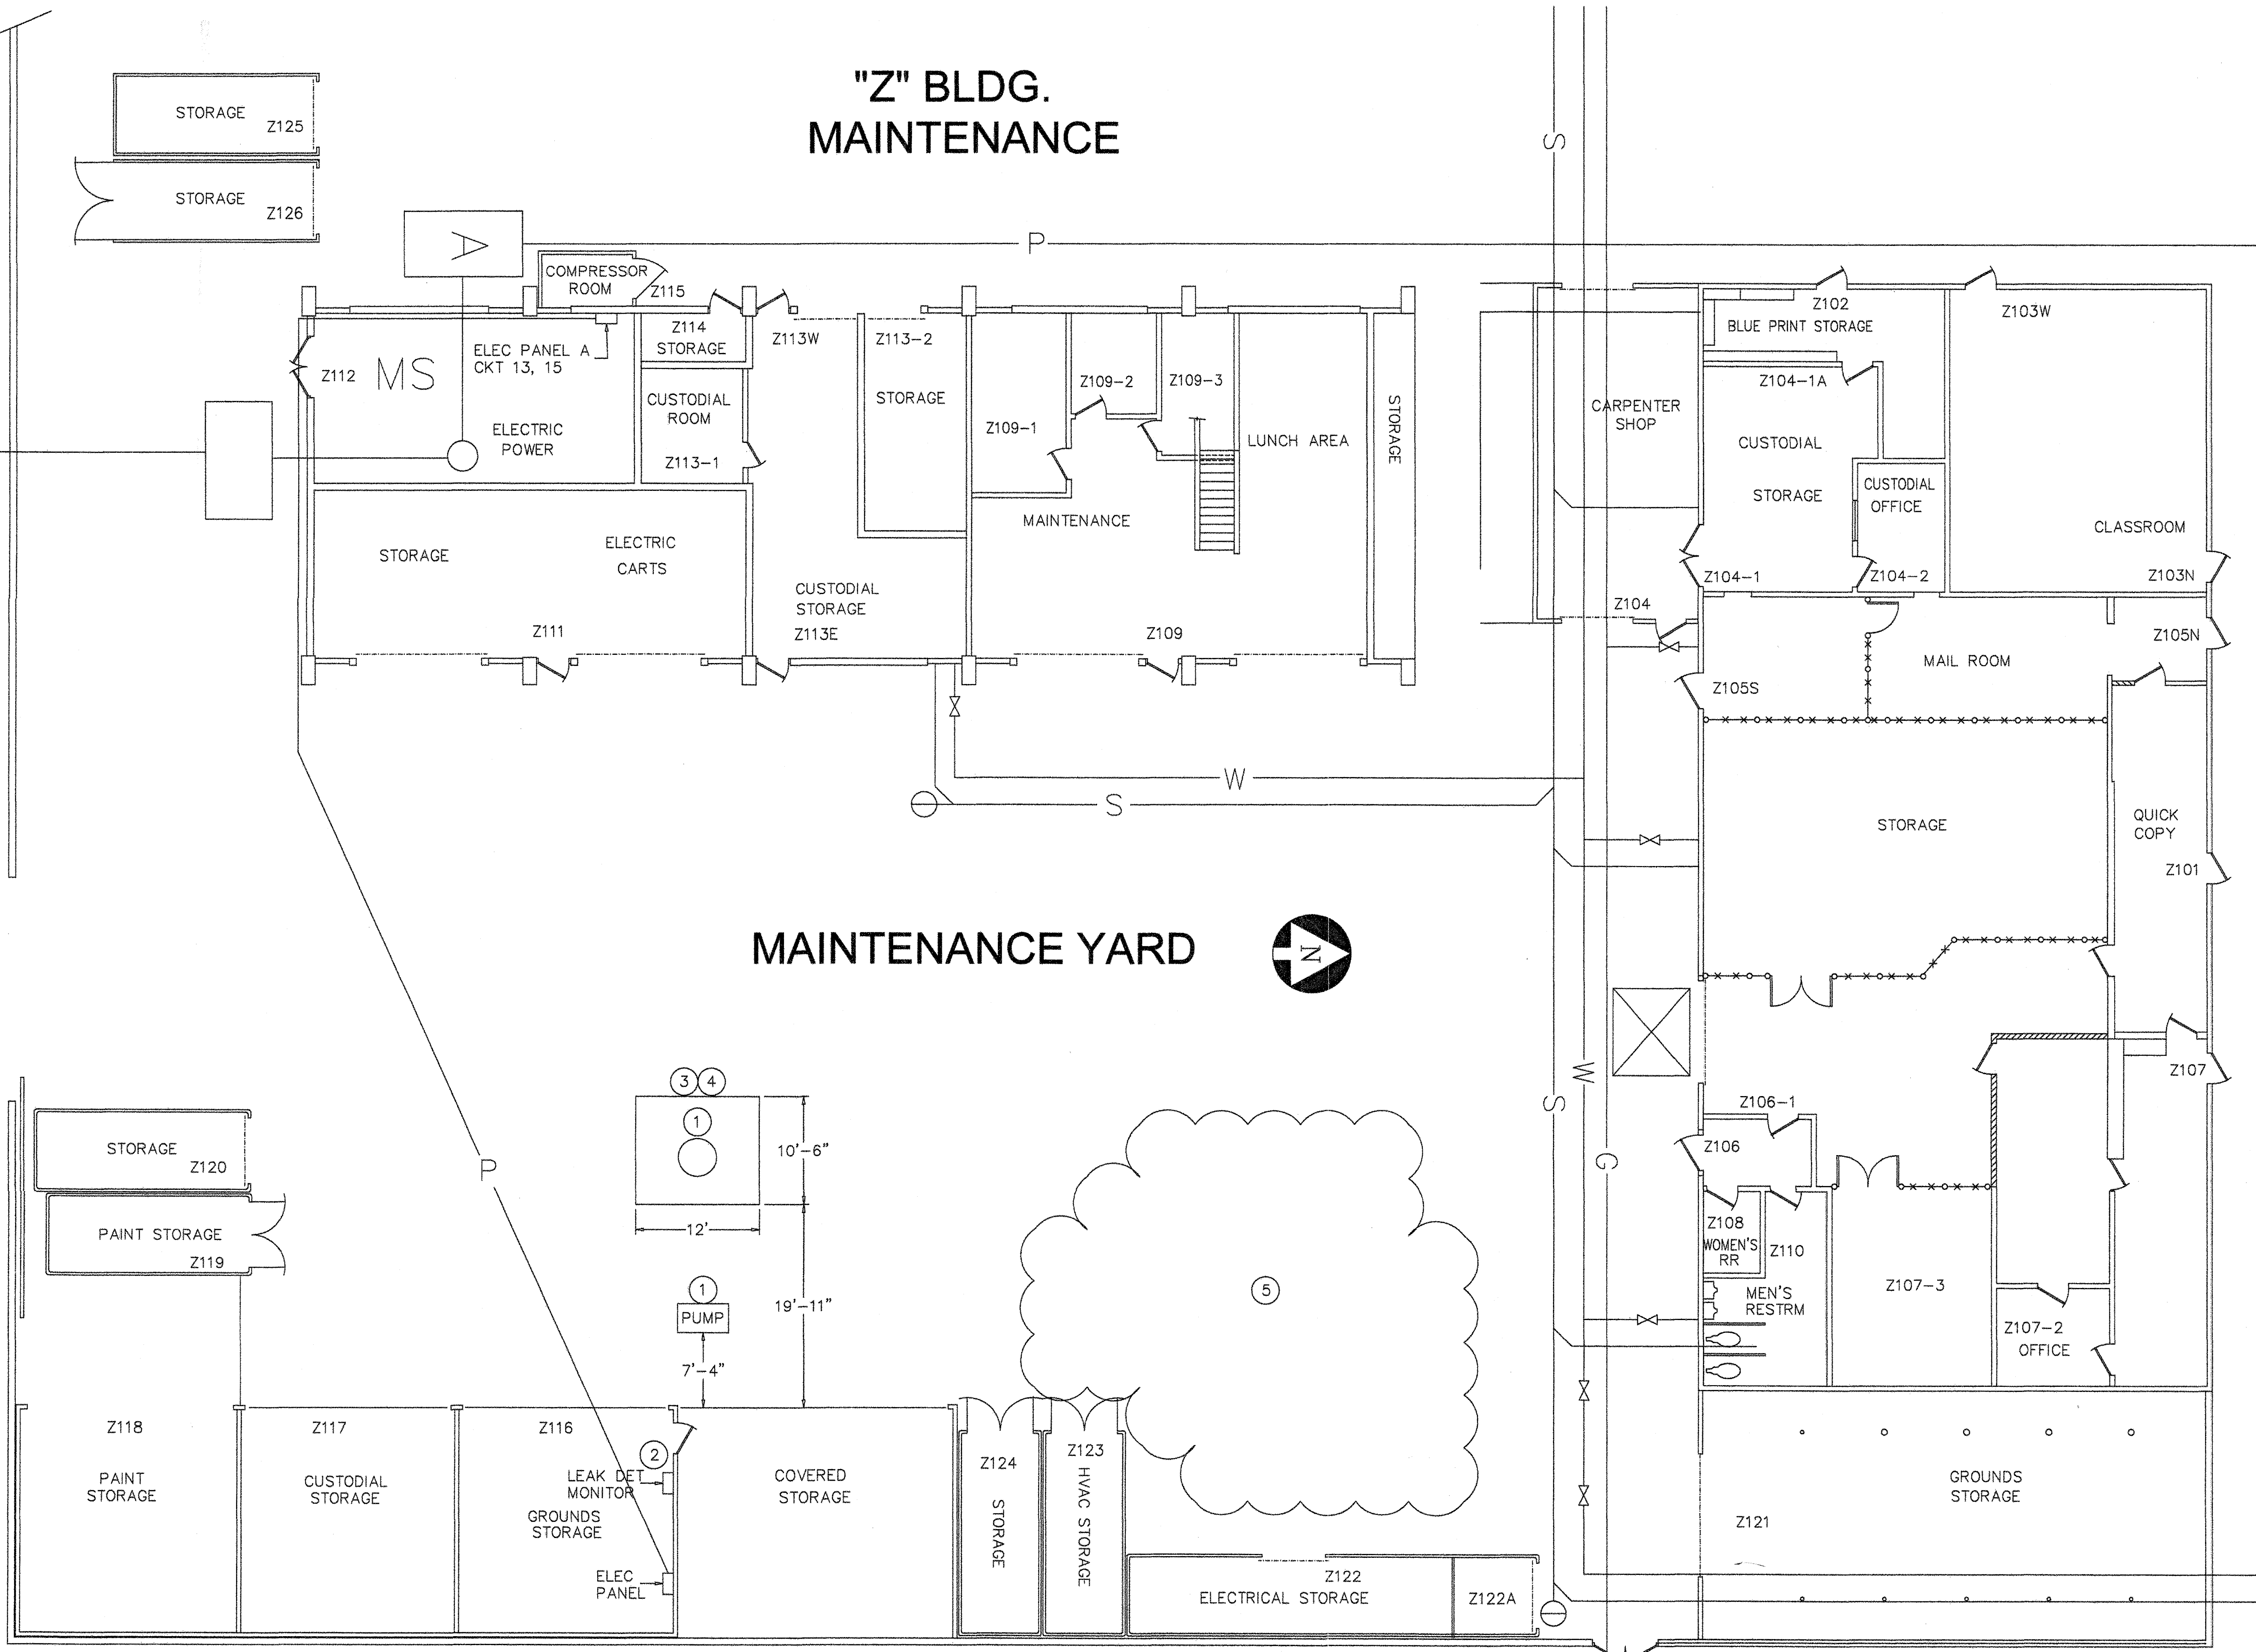 "Z" BLDG.
MAINTENANCE
STORAGE
Z125
STORAGE
Z126
A
P
S
COMPRESSOR
ROOM
Z115
Z112
MS
ELEC PANEL A
CKT 13, 15
ELECTRIC
POWER
Z114
STORAGE
CUSTODIAL
ROOM
Z113-1
Z113W
Z113-2
STORAGE
Z109-1
Z109-2
Z109-3
LUNCH AREA
STORAGE
MAINTENANCE
STORAGE
ELECTRIC
CARTS
Z111
CUSTODIAL
STORAGE
Z113E
Z109
CARPENTER
SHOP
Z104
Z102
BLUE PRINT STORAGE
Z103W
Z104-1A
CUSTODIAL
STORAGE
CUSTODIAL
OFFICE
CLASSROOM
Z104-1
Z104-2
Z103N
Z105N
MAIL ROOM
Z105S
W
S
STORAGE
QUICK
COPY
Z101
MAINTENANCE YARD
N
W
S
G
P
3
4
1
10'-6"
12'
19'-11"
1
PUMP
7'-4"
5
STORAGE
Z120
PAINT STORAGE
Z119
Z107
Z106-1
Z106
Z108
WOMEN'S
RR
Z110
MEN'S
RESTRM
Z107-3
Z107-2
OFFICE
Z118
PAINT
STORAGE
Z117
CUSTODIAL
STORAGE
Z116
2
LEAK DET
MONITOR
GROUNDS
STORAGE
ELEC
PANEL
COVERED
STORAGE
Z124
STORAGE
Z123
HVAC STORAGE
Z122
ELECTRICAL STORAGE
Z122A
GROUNDS
STORAGE
Z121